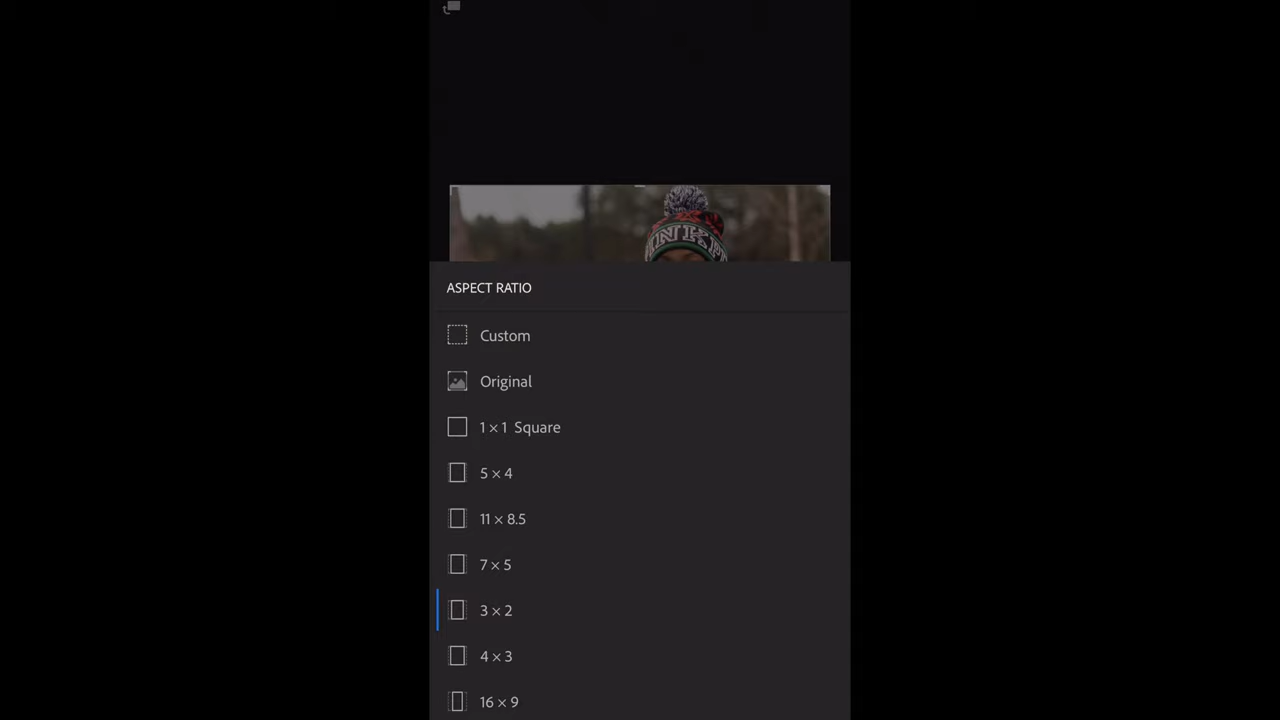 ASPECT RATIO
Custom
Original
1 × 1 Square
5 × 4
11 × 8.5
7 × 5
3 × 2
4 × 3
16 × 9